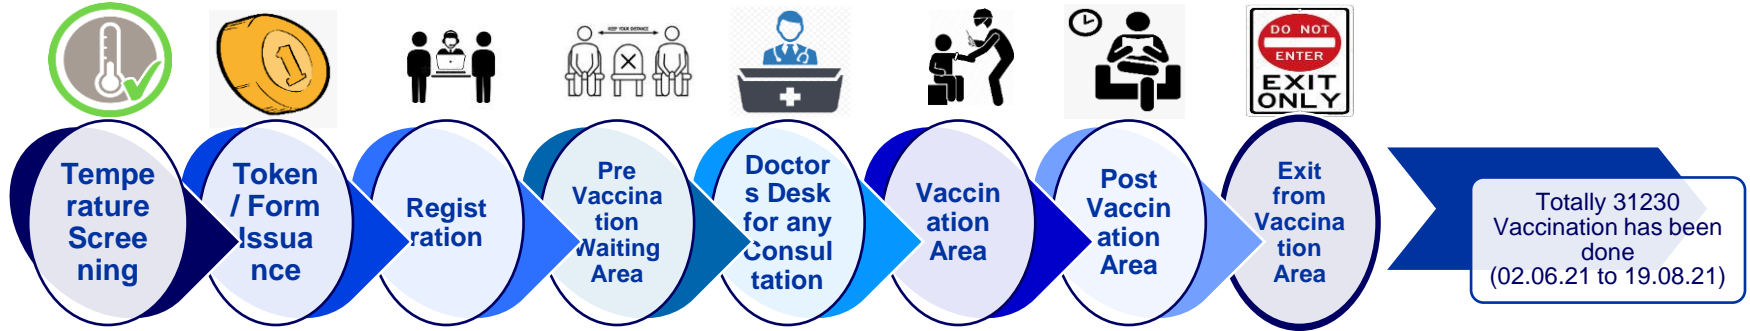 1
KEEP YOUR DISTANCE
DO NOT
ENTER
EXIT
ONLY
Tempe
rature
Scree
ning
Token
/ Form
Issua
nce
Regist
ration
Pre
Vaccina
tion
Waiting
Area
Doctor
s Desk
for any
Consul
tation
Vaccin
ation
Area
Post
Vaccin
ation
Area
Exit
from
Vaccina
tion
Area
Totally 31230
Vaccination has been
done
(02.06.21 to 19.08.21)